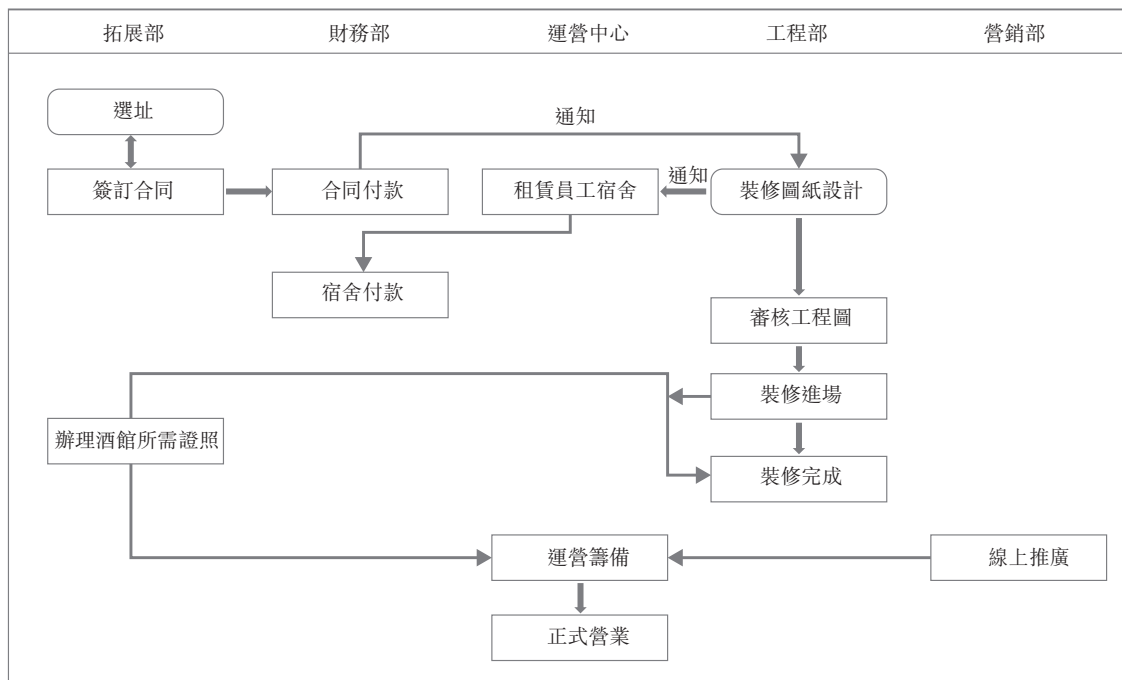 拓展部
財務部
運營中心
工程部
營銷部
選址
通知
簽訂合同
合同付款
租賃員工宿舍
通知
裝修圖紙設計
宿舍付款
審核工程圖
裝修進場
辦理酒館所需證照
裝修完成
運營籌備
線上推廣
正式營業